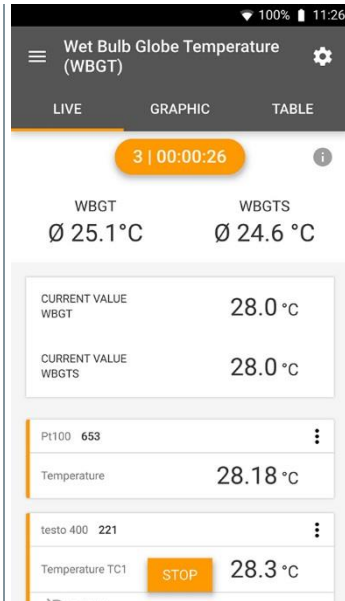 100% 11:26
Wet Bulb Globe Temperature
(WBGT)
LIVE GRAPHIC TABLE
3 | 00:00:26
WBGT WBGTS
Ø 25.1°C Ø 24.6 °C
CURRENT VALUE
WBGT
28.0 °C
CURRENT VALUE
WBGTS
28.0 °C
Pt100 653
Temperature 28.18 °C
testo 400 221
Temperature TC1 28.3 °C
STOP